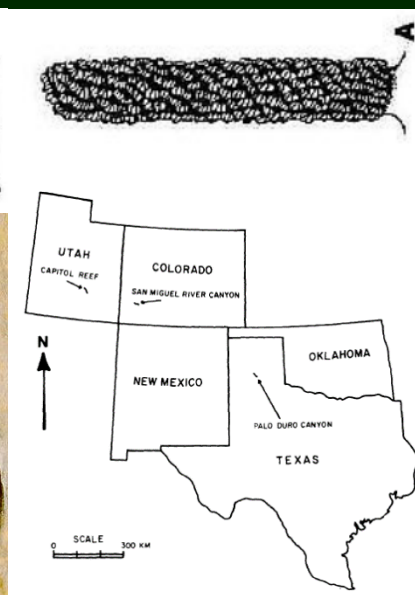 A
UTAH
CAPITOL REEF
COLORADO
SAN MIGUEL RIVER CANYON
N
NEW MEXICO
OKLAHOMA
PALO DURO CANYON
TEXAS
SCALE
0 300 KM